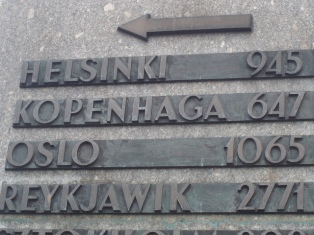 HELSINKI 945
KOPENHAGA 647
OSLO 1065
REYKJAWIK 2771